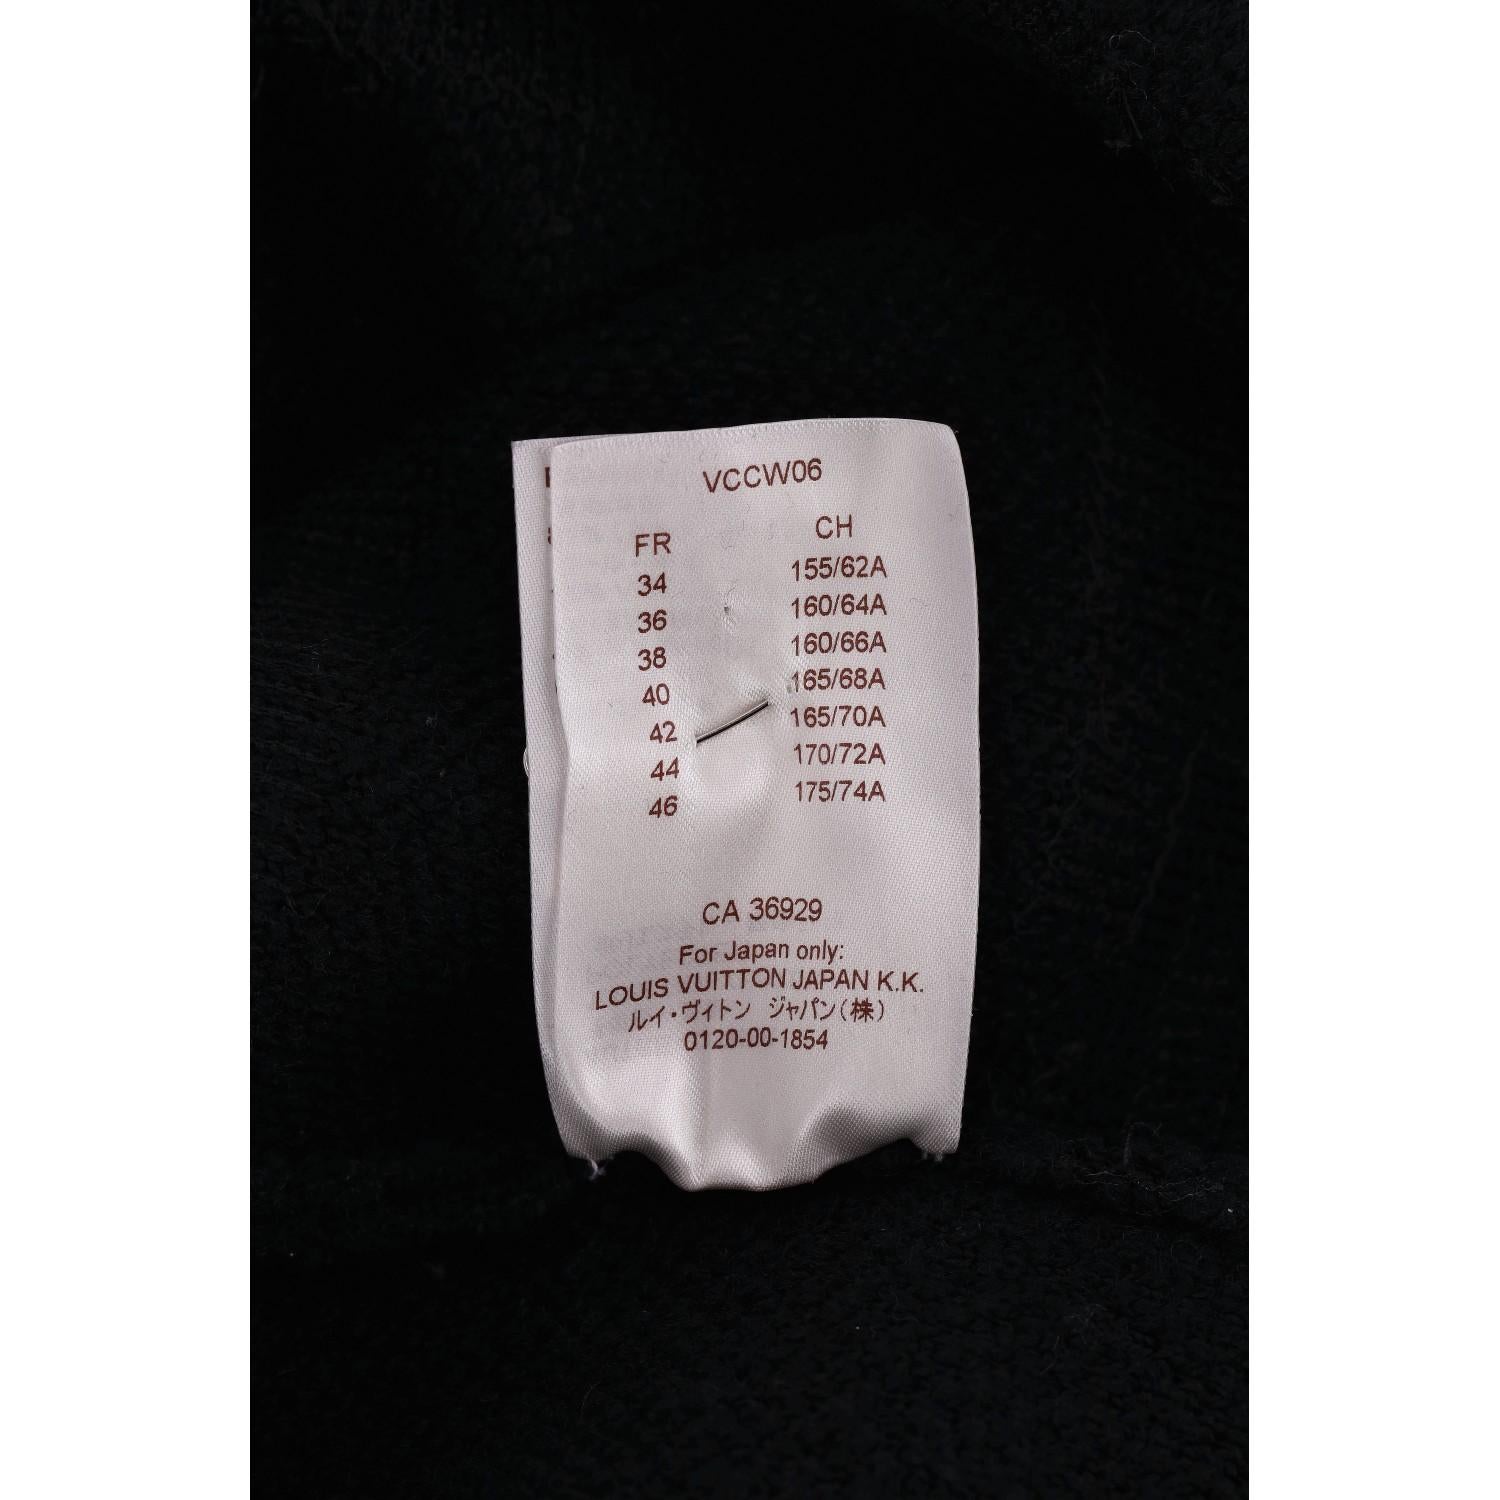 VCCW06
FR CH
34 155/62A
36 160/64A
38 160/66A
40 165/68A
42 165/70A
44 170/72A
46 175/74A
CA 36929
For Japan only:
LOUIS VUITTON JAPAN K.K.
ルイ・ヴィトン ジャパン(株)
0120-00-1854